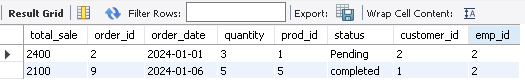 Result Grid Filter Rows: Export: Wrap Cell Content:
total_sale order_id order_date quantity prod_id status customer_id emp_id
2400 2 2024-01-01 3 1 Pending 2 2
2100 9 2024-01-06 5 5 completed 1 2